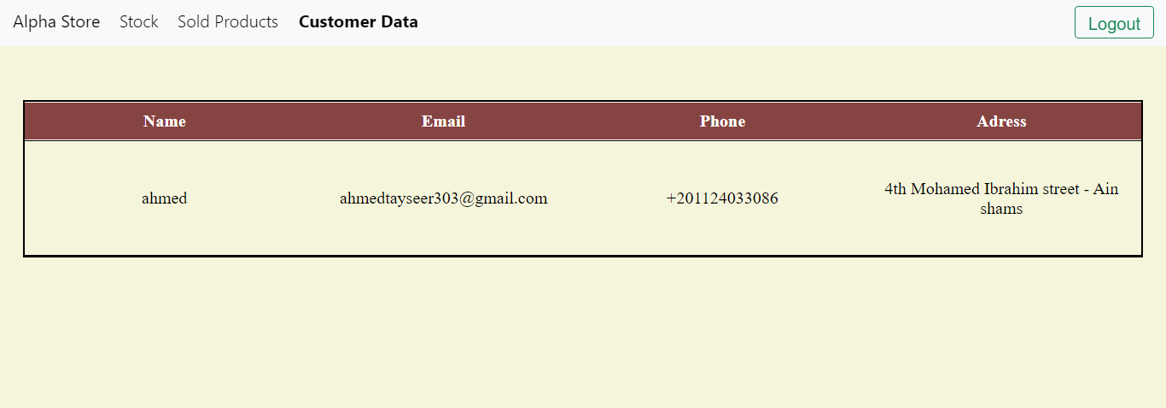 Alpha Store Stock Sold Products Customer Data Logout
Name Email Phone Adress
ahmed ahmedtayseer303@gmail.com +201124033086 4th Mohamed Ibrahim street - Ain
shams